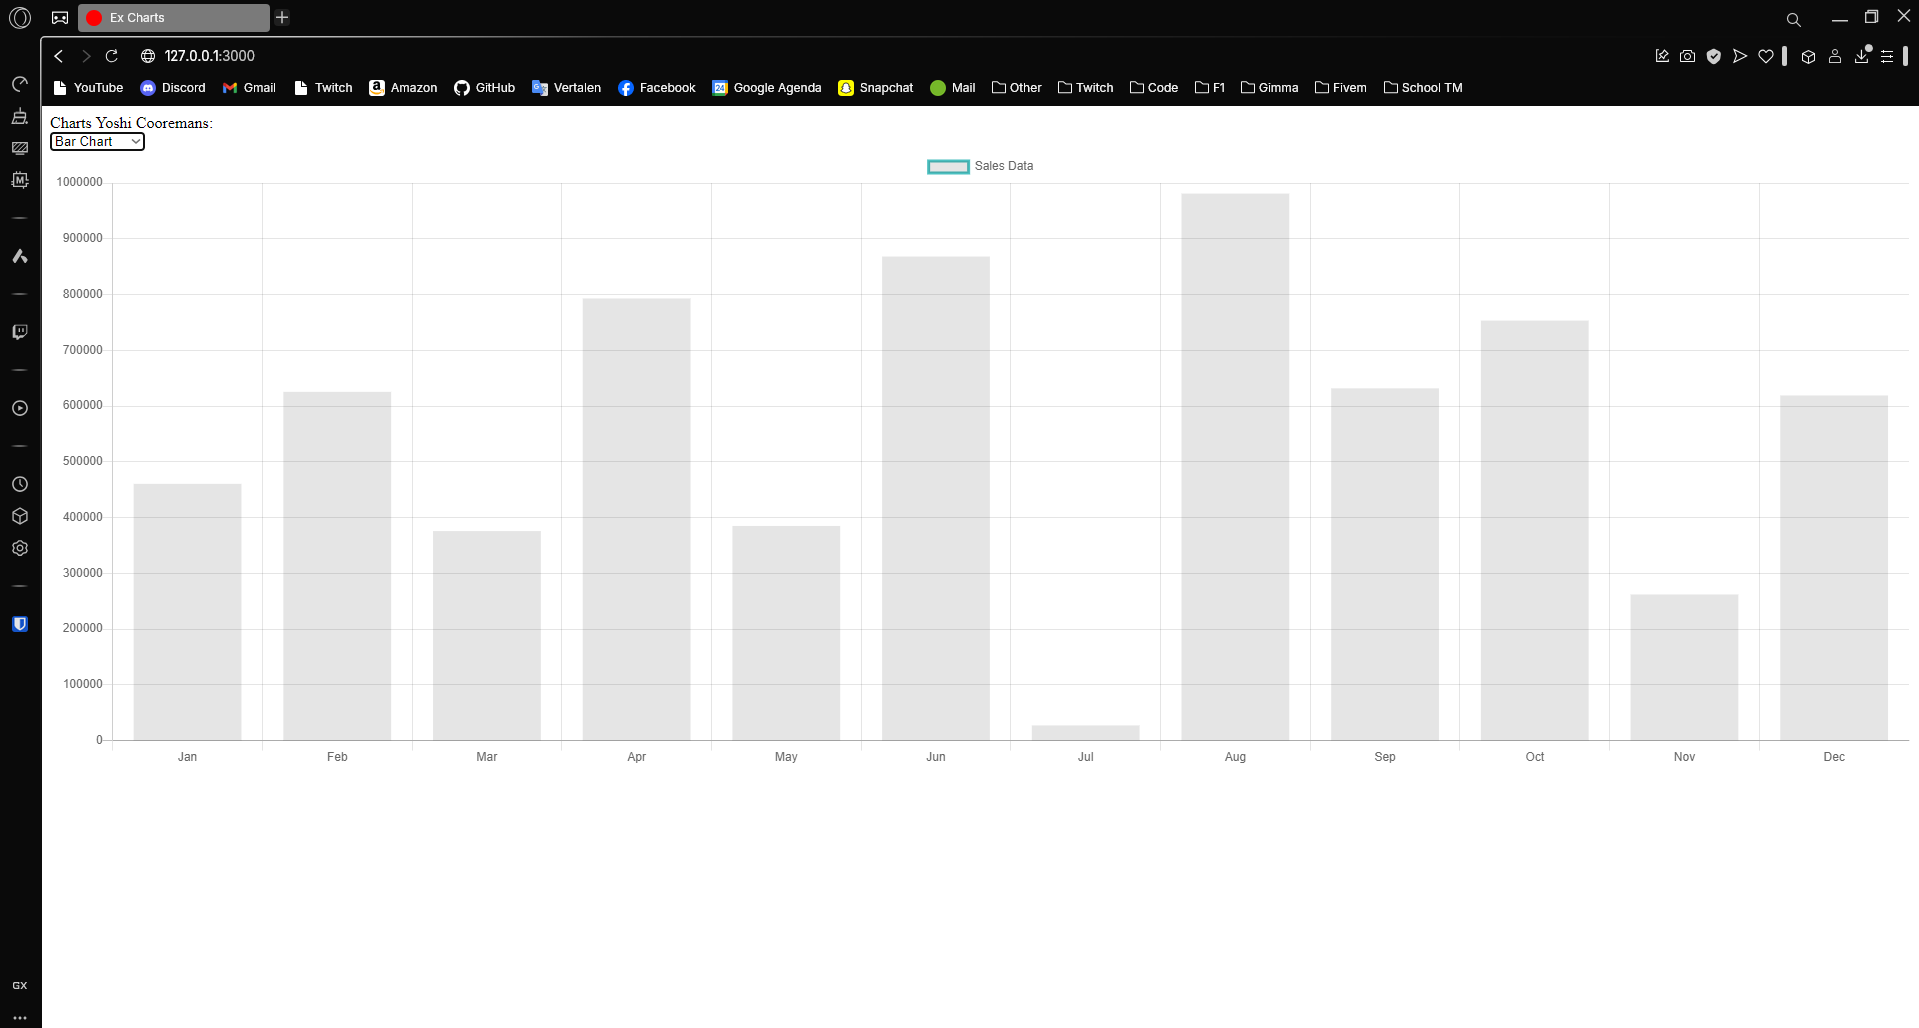 Ex Charts
127.0.0.1:3000
YouTube Discord Gmail Twitch Amazon GitHub Vertalen Facebook 24 Google Agenda Snapchat Mail Other Twitch Code F1 Gimma Fivem School TM
Charts Yoshi Cooremans:
Bar Chart
Sales Data
1000000
900000
800000
700000
600000
500000
400000
300000
200000
100000
0
Jan Feb Mar Apr May Jun Jul Aug Sep Oct Nov Dec
M
GX